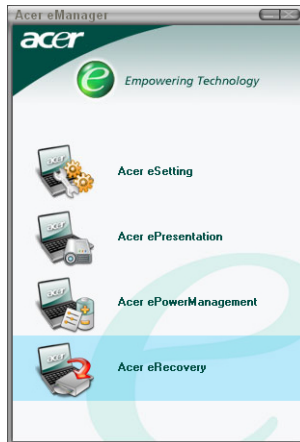 Acer eManager
acer
e Empowering Technology
Acer eSetting
Acer ePresentation
Acer ePowerManagement
Acer eRecovery